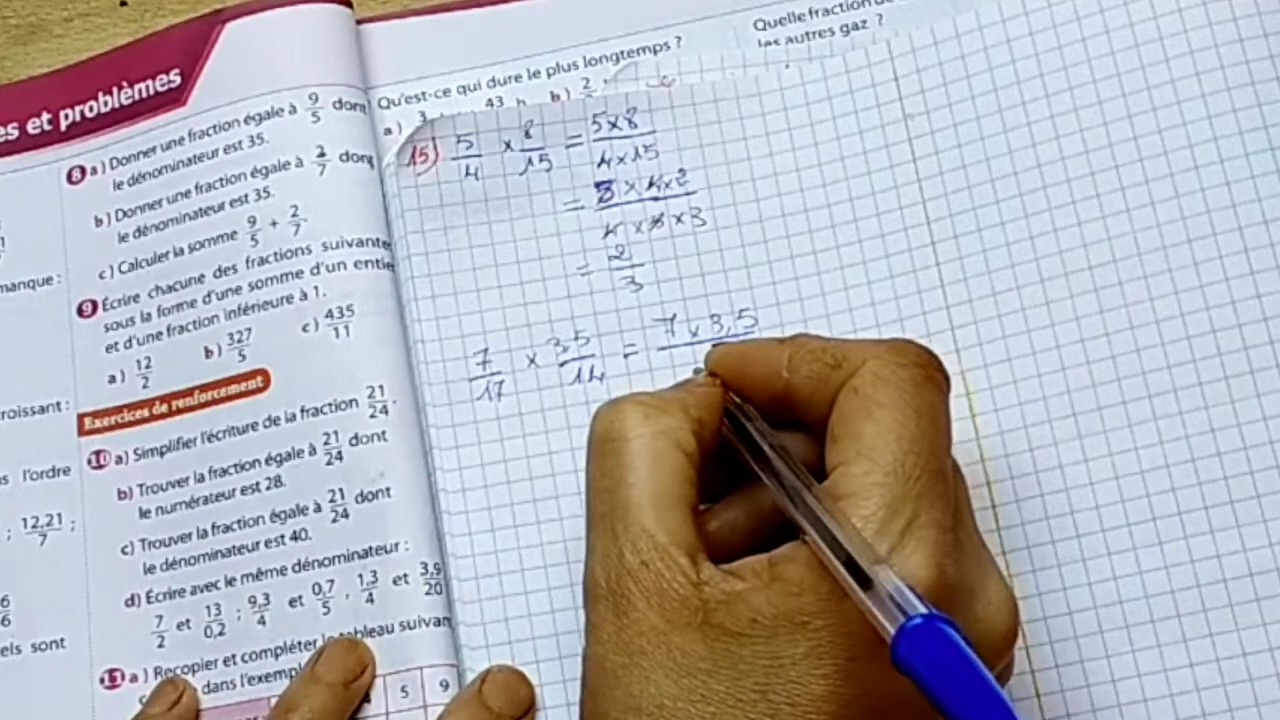 es et problèmes
manque :
roissant :
s l'ordre
; 12,21/7 ;
6/6
els sont
8 a) Donner une fraction égale à 9/5 dont
le dénominateur est 35.
b) Donner une fraction égale à 2/7 dont
le dénominateur est 35.
c) Calculer la somme 9/5 + 2/7.
9 Écrire chacune des fractions suivante
sous la forme d'une somme d'un entie
et d'une fraction inférieure à 1.
a) 12/2 b) 327/5 c) 435/11
Exercices de renforcement
10 a) Simplifier l'écriture de la fraction 21/24.
b) Trouver la fraction égale à 21/24 dont
le numérateur est 28.
c) Trouver la fraction égale à 21/24 dont
le dénominateur est 40.
d) Écrire avec le même dénominateur :
7/2 et 13/0,2 ; 9,3/4 et 0,7/5 , 1,3/4 et 3,9/20
11 a) Recopier et compléter le tableau suivan
dans l'exempl
5 9
Qu'est-ce qui dure le plus longtemps ?
a) 3 43 h b) 2
Quelle fraction
les autres gaz ?
15) 5/4 × 8/15 = 5×8/4×15
= 5 × 4×2/4 × 5 × 3
= 2/3
7/17 × 3,5/14 = 7 × 3,5